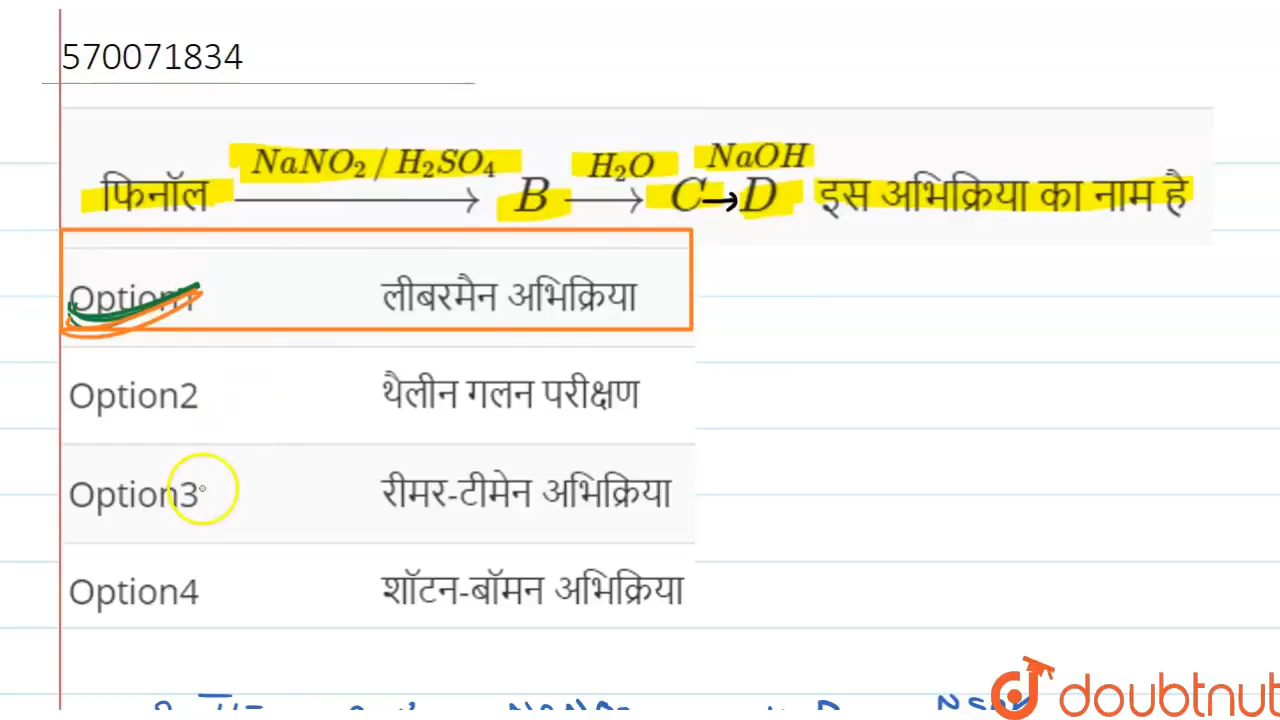 570071834
फिनॉल NaNO₂ / H₂SO₄ → B H₂O → C NaOH → D इस अभिक्रिया का नाम है
Option1 लीबरमैन अभिक्रिया
Option2 थैलीन गलन परीक्षण
Option3 रीमर-टीमेन अभिक्रिया
Option4 शॉटन-बॉमन अभिक्रिया
doubtnut